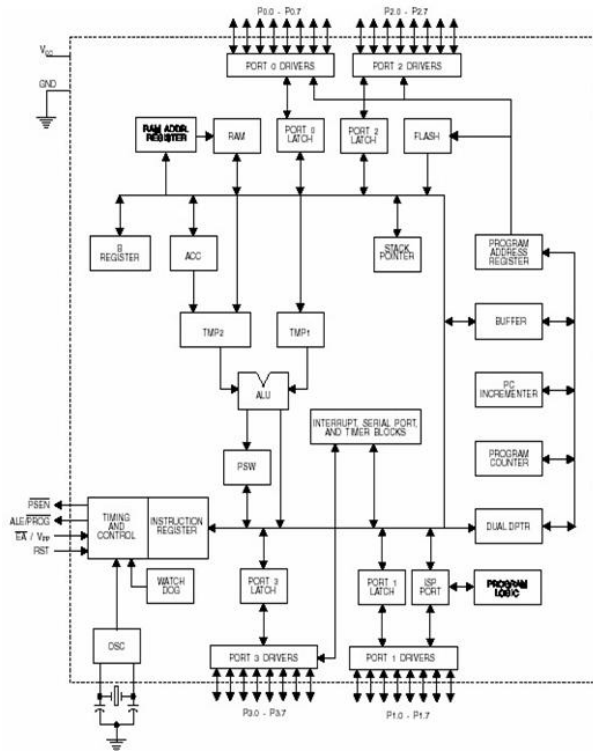 P0.0 - P0.7
P2.0 - P2.7
VCC
PORT 0 DRIVERS
PORT 2 DRIVERS
GND
RAM ADDR.
REGISTER
RAM
PORT 0
LATCH
PORT 2
LATCH
FLASH
B
REGISTER
ACC
STACK
POINTER
PROGRAM
ADDRESS
REGISTER
TMP2
TMP1
BUFFER
ALU
PC
INCREMENTER
INTERRUPT, SERIAL PORT,
AND TIMER BLOCKS
PSW
PROGRAM
COUNTER
PSEN
ALE/PROG
EA / VPP
RST
TIMING
AND
CONTROL
INSTRUCTION
REGISTER
DUAL DPTR
WATCH
DOG
PORT 3
LATCH
PORT 1
LATCH
ISP
PORT
PROGRAM
LOGIC
OSC
PORT 3 DRIVERS
PORT 1 DRIVERS
P3.0 - P3.7
P1.0 - P1.7